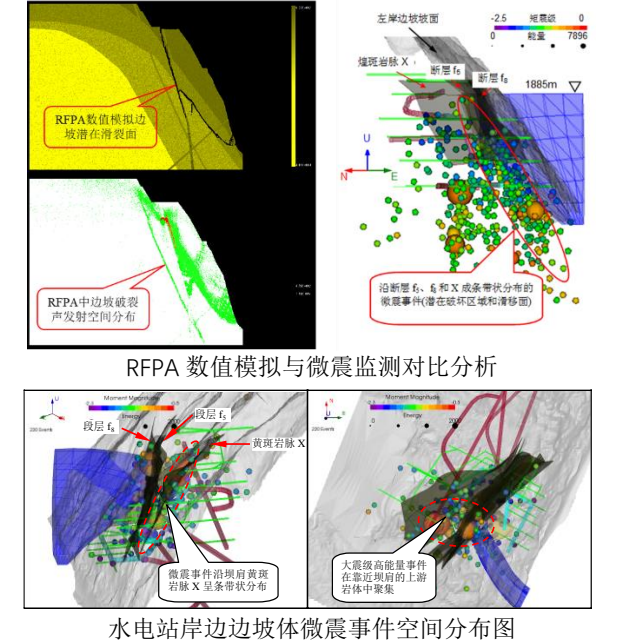 RFPA数值模拟边
坡潜在滑裂面
RFPA中边坡破裂
声发射空间分布
左岸边坡坡面
-2.5 矩震级 0
0 能量 7896
煌斑岩脉 X
断层 f5
断层 f8
1885m
U
N E
沿断层 f5、f8 和 X 成条带状分布的
微震事件(潜在破坏区域和滑移面)
RFPA 数值模拟与微震监测对比分析
Moment Magnitude
Energy
段层 f5
段层 f8
黄斑岩脉 X
微震事件沿坝肩黄斑
岩脉 X 呈条带状分布
Moment Magnitude
Energy
大震级高能量事件
在靠近坝肩的上游
岩体中聚集
水电站岸边边坡体微震事件空间分布图